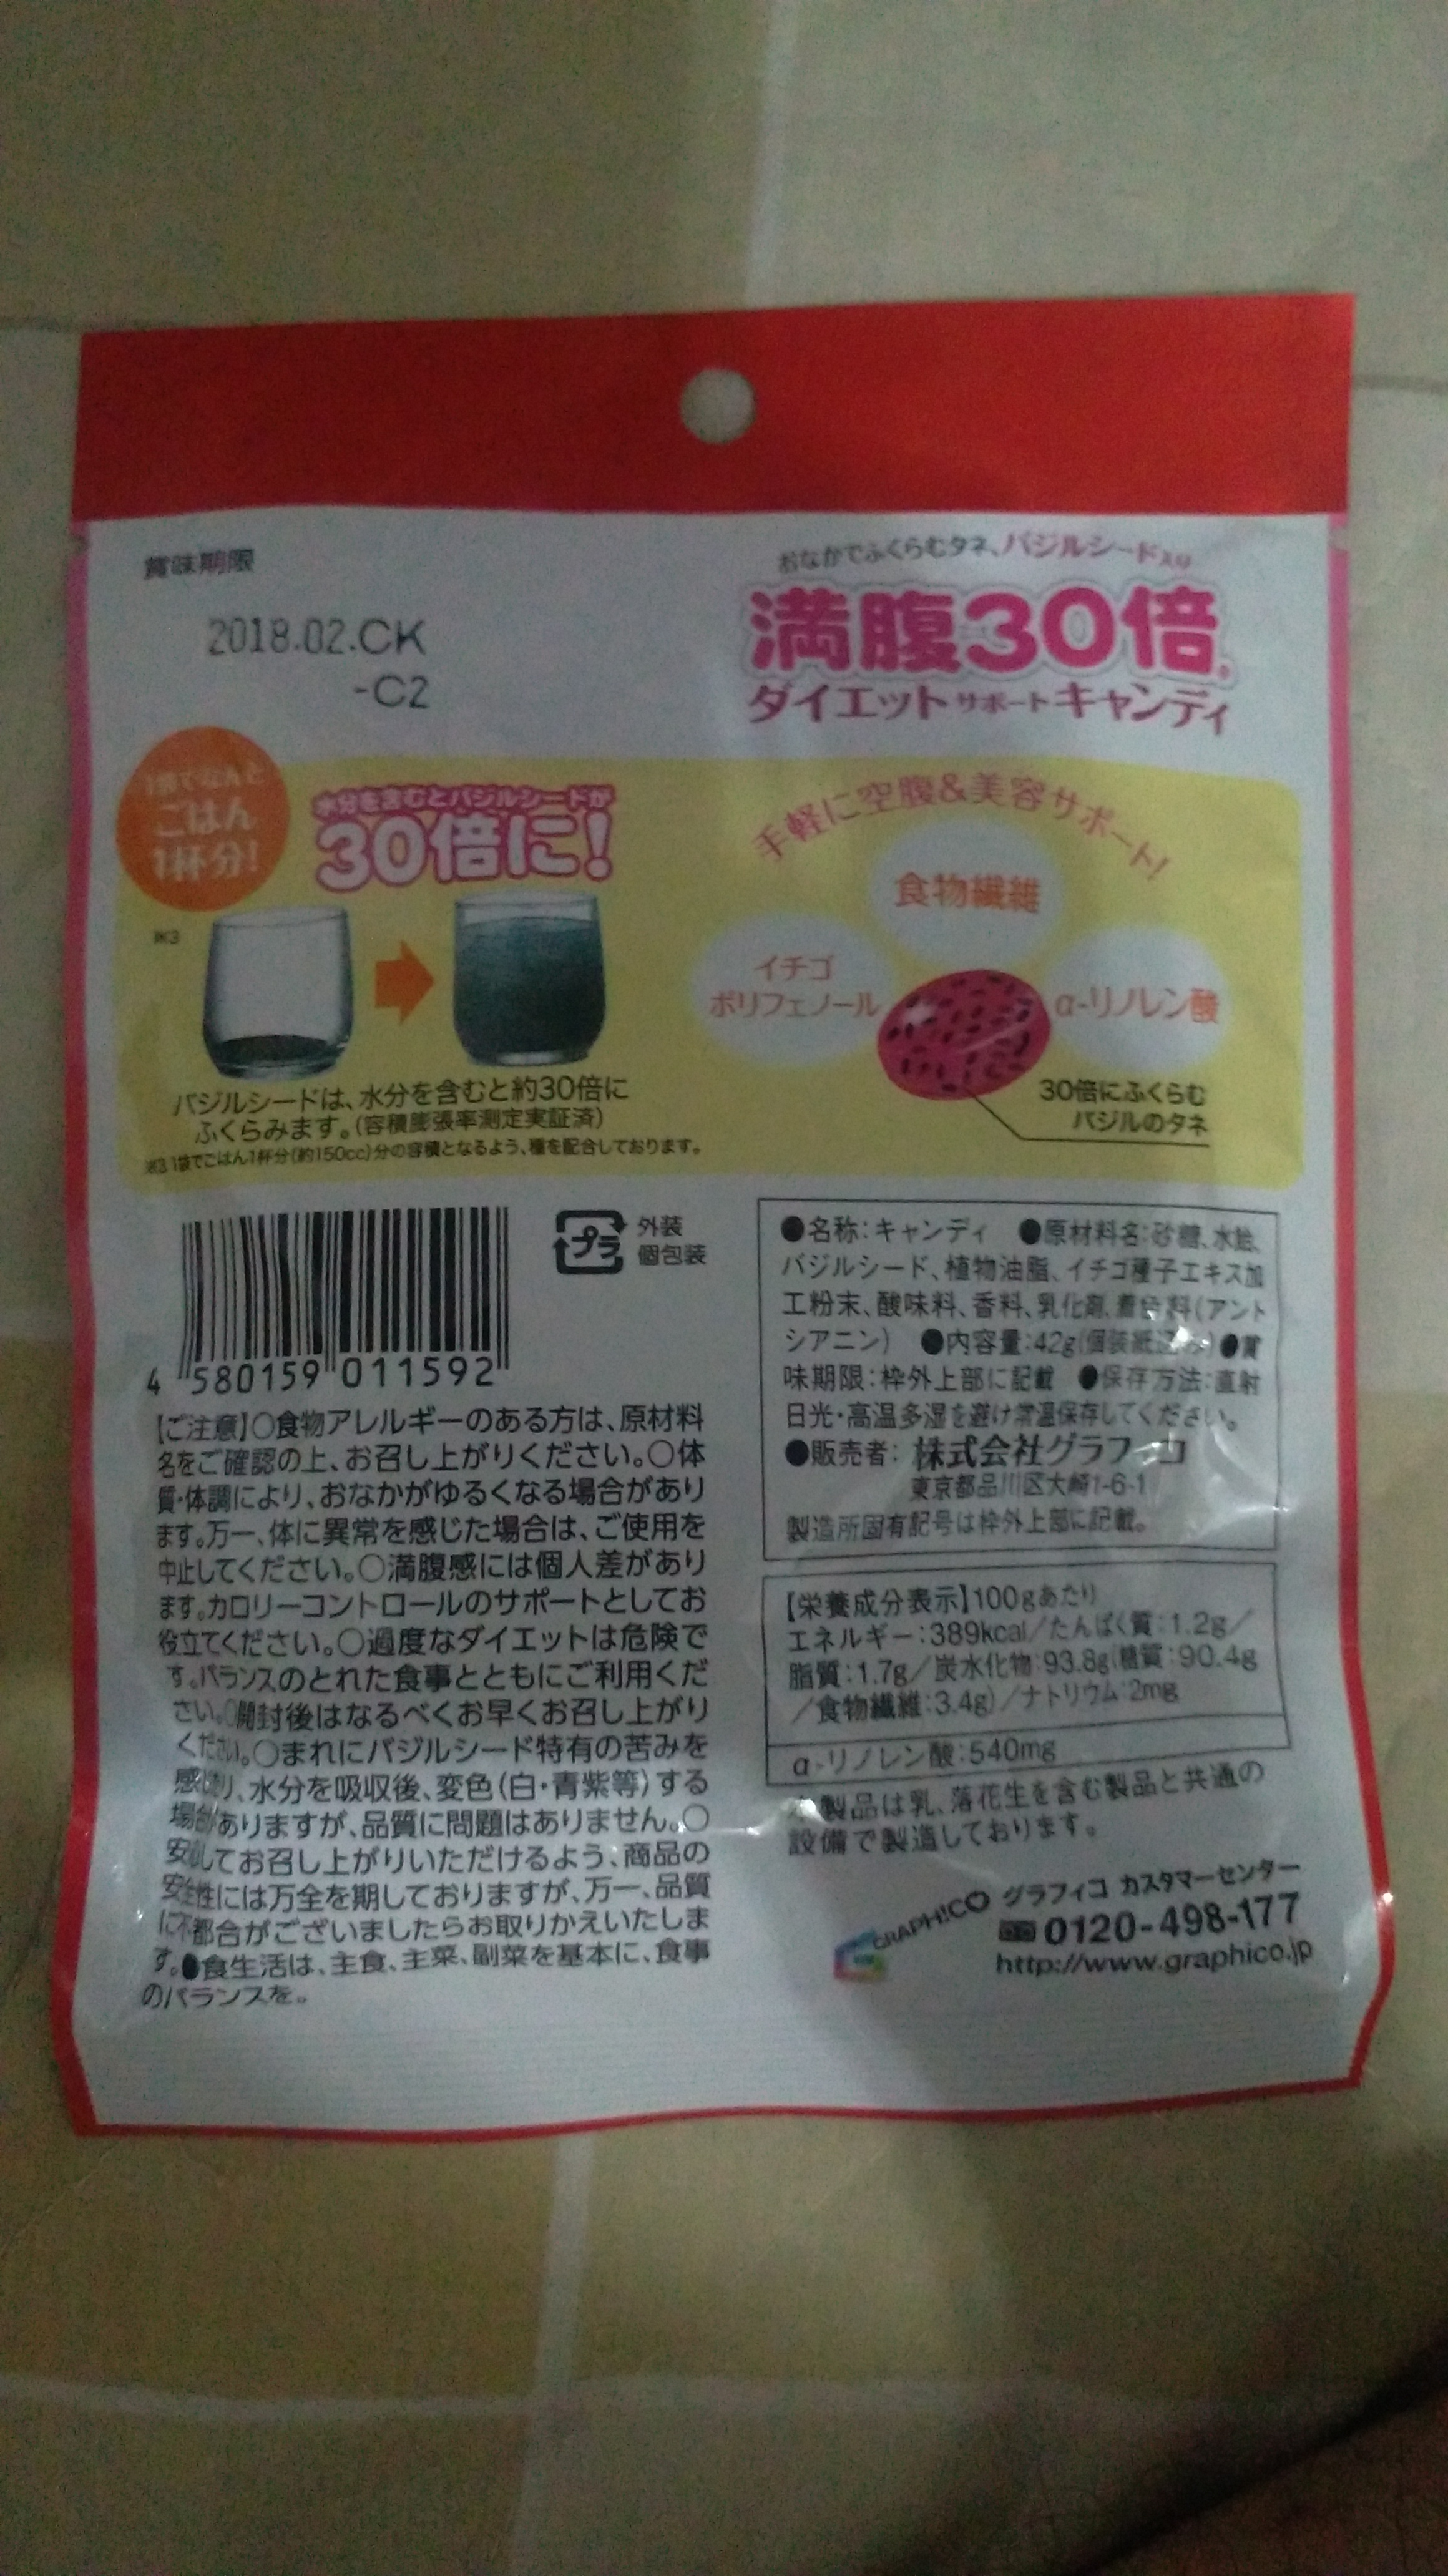 賞味期限
2018.02.CK
-C2
おなかでふくらむタネ、バジルシード入り
満腹30倍®
ダイエットサポートキャンディ
1袋でなんと
ごはん
1杯分!
※3
水分を含むとバジルシードが
30倍に!
バジルシードは、水分を含むと約30倍に
ふくらみます。(容積膨張率測定実証済)
※3 1袋でごはん1杯分(約150cc)分の容積となるよう、種を配合しております。
手軽に空腹&美容サポート!
食物繊維
イチゴ
ポリフェノール
α-リノレン酸
30倍にふくらむ
バジルのタネ
4 580159 011592
プラ
外装
個包装
【ご注意】○食物アレルギーのある方は、原材料
名をご確認の上、お召し上がりください。○体
質・体調により、おなかがゆるくなる場合があり
ます。万一、体に異常を感じた場合は、ご使用を
中止してください。○満腹感には個人差があり
ます。カロリーコントロールのサポートとしてお
役立てください。○過度なダイエットは危険で
す。バランスのとれた食事とともにご利用くだ
さい。○開封後はなるべくお早くお召し上がり
ください。○まれにバジルシード特有の苦みを
感じたり、水分を吸収後、変色(白・青紫等)する
場合がありますが、品質に問題はありません。○
安心してお召し上がりいただけるよう、商品の
安全性には万全を期しておりますが、万一、品質
に不都合がございましたらお取りかえいたしま
す。●食生活は、主食、主菜、副菜を基本に、食事
のバランスを。
●名称:キャンディ ●原材料名:砂糖、水飴、
バジルシード、植物油脂、イチゴ種子エキス加
工粉末、酸味料、香料、乳化剤、着色料(アント
シアニン) ●内容量:42g(個装紙込み) ●賞
味期限:枠外上部に記載 ●保存方法:直射
日光・高温多湿を避け常温保存してください。
●販売者: 株式会社グラフィコ
東京都品川区大崎1-6-1
製造所固有記号は枠外上部に記載。
【栄養成分表示】100gあたり
エネルギー:389kcal/たんぱく質:1.2g/
脂質:1.7g/炭水化物:93.8g(糖質:90.4g
/食物繊維:3.4g)/ナトリウム:2mg
α-リノレン酸:540mg
製品は乳、落花生を含む製品と共通の
設備で製造しております。
GRAPHICO グラフィコ カスタマーセンター
0120-498-177
http://www.graphico.jp